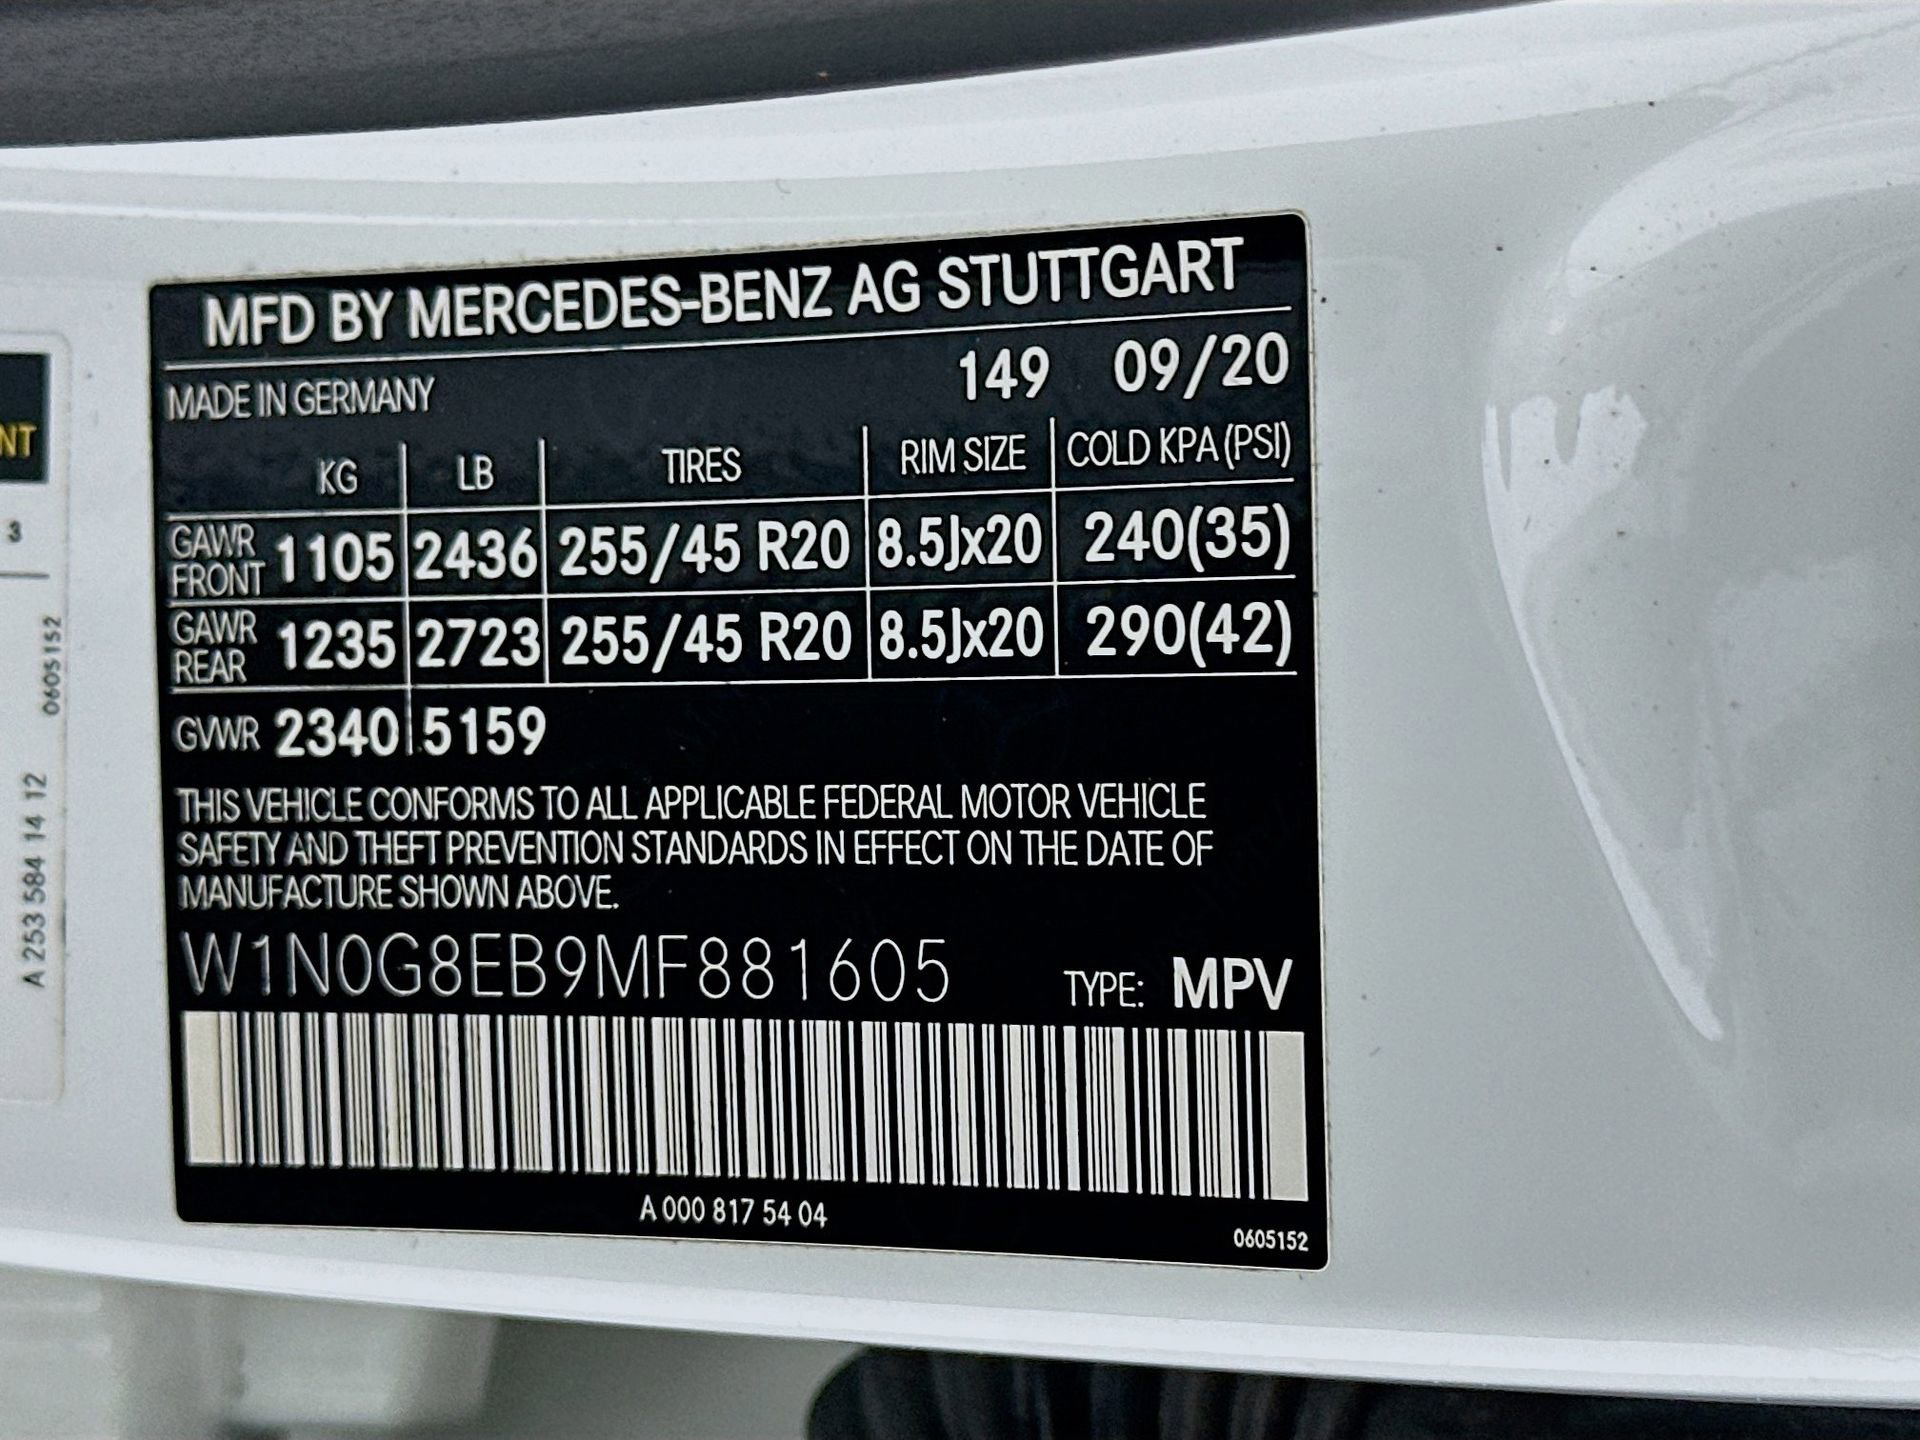 MFD BY MERCEDES-BENZ AG STUTTGART
MADE IN GERMANY 149 09/20
KG LB TIRES RIM SIZE COLD KPA (PSI)
GAWR FRONT 1105 2436 255/45 R20 8.5Jx20 240(35)
GAWR REAR 1235 2723 255/45 R20 8.5Jx20 290(42)
GVWR 2340 5159
THIS VEHICLE CONFORMS TO ALL APPLICABLE FEDERAL MOTOR VEHICLE
SAFETY AND THEFT PREVENTION STANDARDS IN EFFECT ON THE DATE OF
MANUFACTURE SHOWN ABOVE.
W1N0G8EB9MF881605 TYPE: MPV
A 000 817 54 04
0605152
NT
3
A 253 584 14 12 0605152